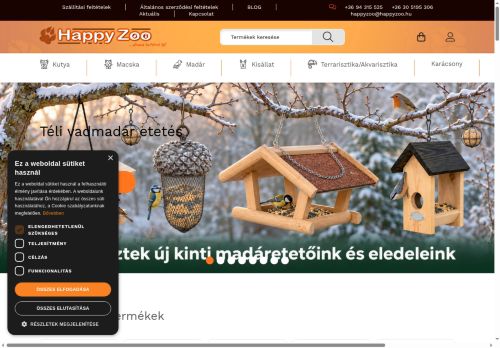 Szállítási feltételek
Általános szerződési feltételek
BLOG
+36 94 315 535
+36 30 5195 306
Aktuális
Kapcsolat
happyzoo@happyzoo.hu
Happy Zoo
Termékek keresése
Kutya
Macska
Madár
Kisállat
Terrarisztika/Akvarisztika
Karácsony
Téli vadmadár etetés
ztek új kinti madáretetőink és eledeleink
Ez a weboldal sütiket használ
Ez a weboldal sütiket használ a felhasználói
élmény javítása érdekében. A weboldalunk
használatával Ön hozzájárul az összes süti
használatához, a Cookie szabályzatunknak
megfelelően. Bővebben
ELENGEDHETETLENÜL
SZÜKSÉGES
TELJESÍTMÉNY
CÉLZÁS
FUNKCIONALITÁS
ÖSSZES ELFOGADÁSA
ÖSSZES ELUTASÍTÁSA
RÉSZLETEK MEGJELENÍTÉSE
termékek